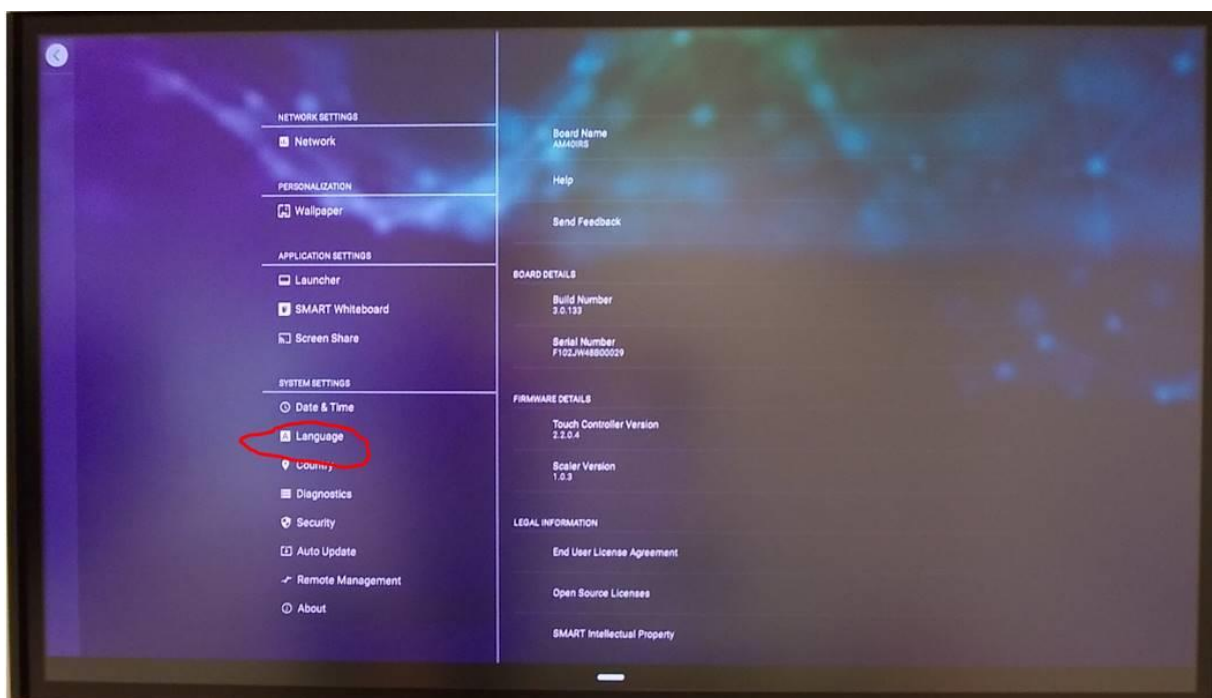 NETWORK SETTINGS
Network
PERSONALIZATION
Wallpaper
APPLICATION SETTINGS
Launcher
SMART Whiteboard
Screen Share
SYSTEM SETTINGS
Date & Time
Language
Country
Diagnostics
Security
Auto Update
Remote Management
About
Board Name
AM40IRS
Help
Send Feedback
BOARD DETAILS
Build Number
3.0.133
Serial Number
F102JW48B00029
FIRMWARE DETAILS
Touch Controller Version
2.2.0.4
Scaler Version
1.0.3
LEGAL INFORMATION
End User License Agreement
Open Source Licenses
SMART Intellectual Property